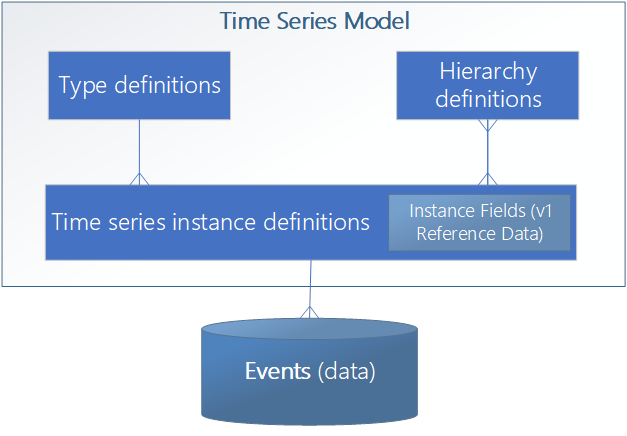 Time Series Model
Type definitions
Hierarchy
definitions
Time series instance definitions
Instance Fields (v1
Reference Data)
Events (data)